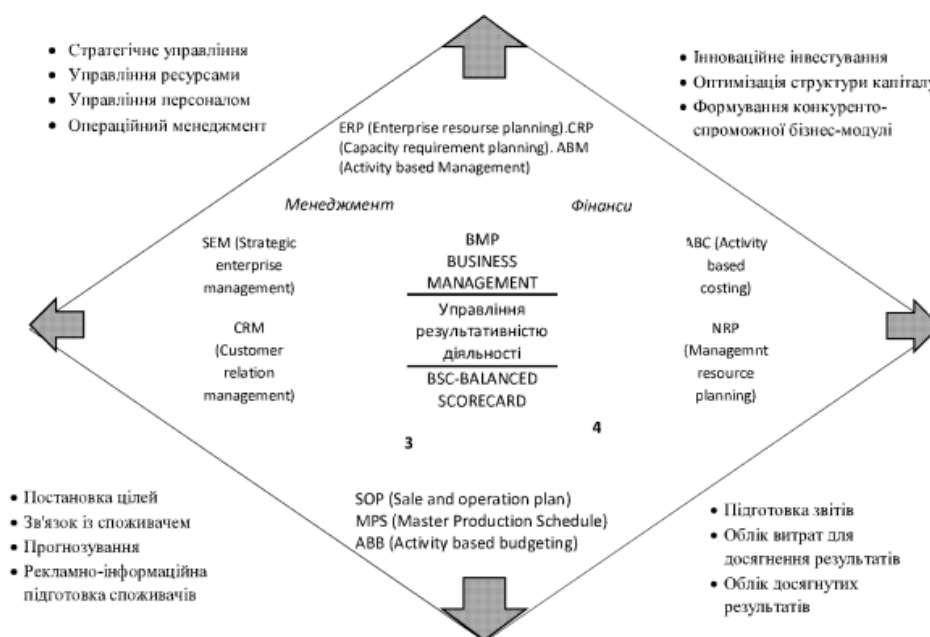 • Стратегічне управління
• Управління ресурсами
• Управління персоналом
• Операційний менеджмент
• Інноваційне інвестування
• Оптимізація структури капіталу
• Формування конкуренто-
спроможної бізнес-модулі
ERP (Enterprise resourse planning).CRP
(Capacity requirement planning). ABM
(Activity based Management)
Менеджмент
Фінанси
SEM (Strategic
enterprise
management)
BMP
BUSINESS
MANAGEMENT
ABC (Activity
based
costing)
Управління
результативністю
діяльності
CRM
(Customer
relation
management)
NRP
(Managemnt
resource
planning)
BSC-BALANCED
SCORECARD
3
4
SOP (Sale and operation plan)
MPS (Master Production Schedule)
ABB (Activity based budgeting)
• Постановка цілей
• Зв'язок із споживачем
• Прогнозування
• Рекламно-інформаційна
підготовка споживачів
• Підготовка звітів
• Облік витрат для
досягнення результатів
• Облік досягнутих
результатів